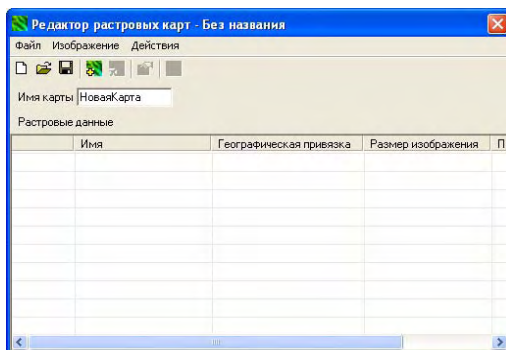 Редактор растровых карт - Без названия
Файл Изображение Действия
Имя карты НоваяКарта
Растровые данные
Имя Географическая привязка Размер изображения П